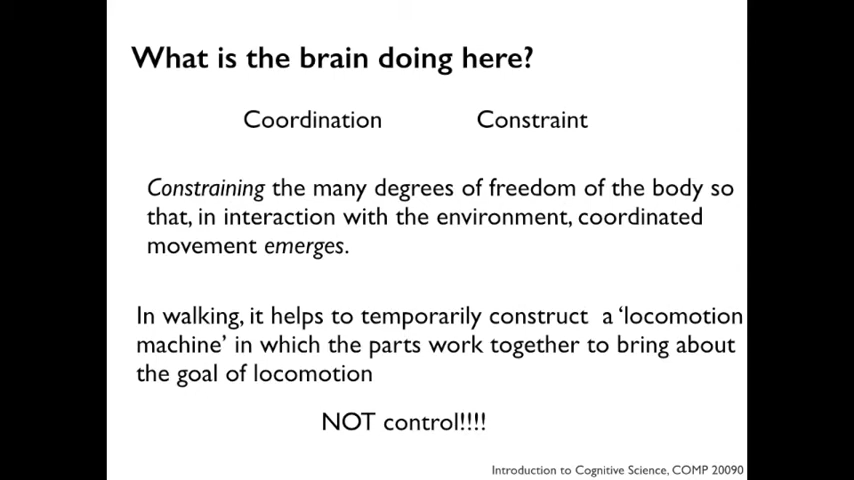 What is the brain doing here?
Coordination Constraint
Constraining the many degrees of freedom of the body so
that, in interaction with the environment, coordinated
movement emerges.
In walking, it helps to temporarily construct a ‘locomotion
machine’ in which the parts work together to bring about
the goal of locomotion
NOT control!!!!
Introduction to Cognitive Science, COMP 20090